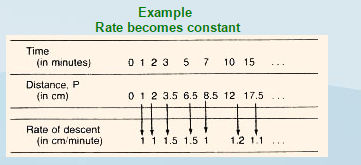 Example
Rate becomes constant
Time
(in minutes) 0 1 2 3 5 7 10 15 ...
Distance, P
(in cm) 0 1 2 3.5 6.5 8.5 12 17.5 ...
Rate of descent
(in cm/minute) 1 1 1.5 1.5 1 1.2 1.1 ...